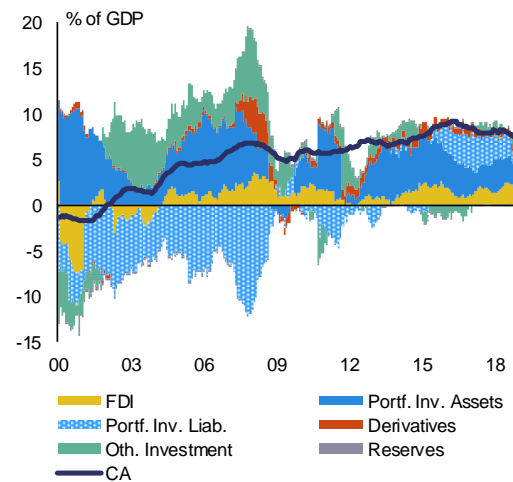 % of GDP
20
15
10
5
0
-5
-10
-15
00 03 06 09 12 15 18
FDI Portf. Inv. Assets
Portf. Inv. Liab. Derivatives
Oth. Investment Reserves
CA